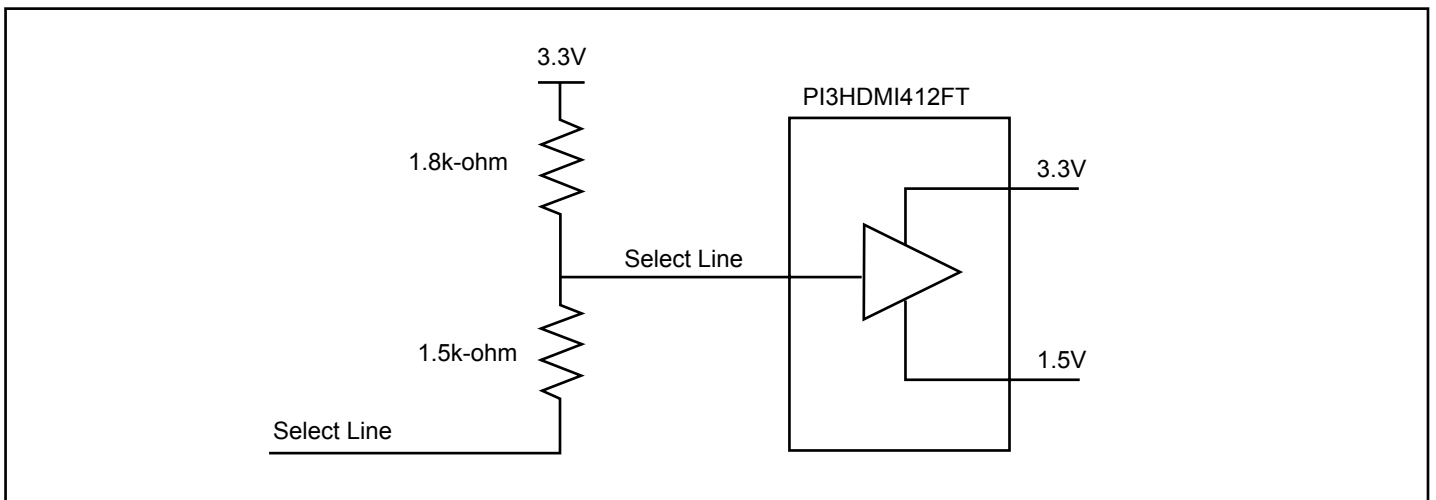 3.3V
PI3HDMI412FT
1.8k-ohm
3.3V
Select Line
1.5k-ohm
1.5V
Select Line